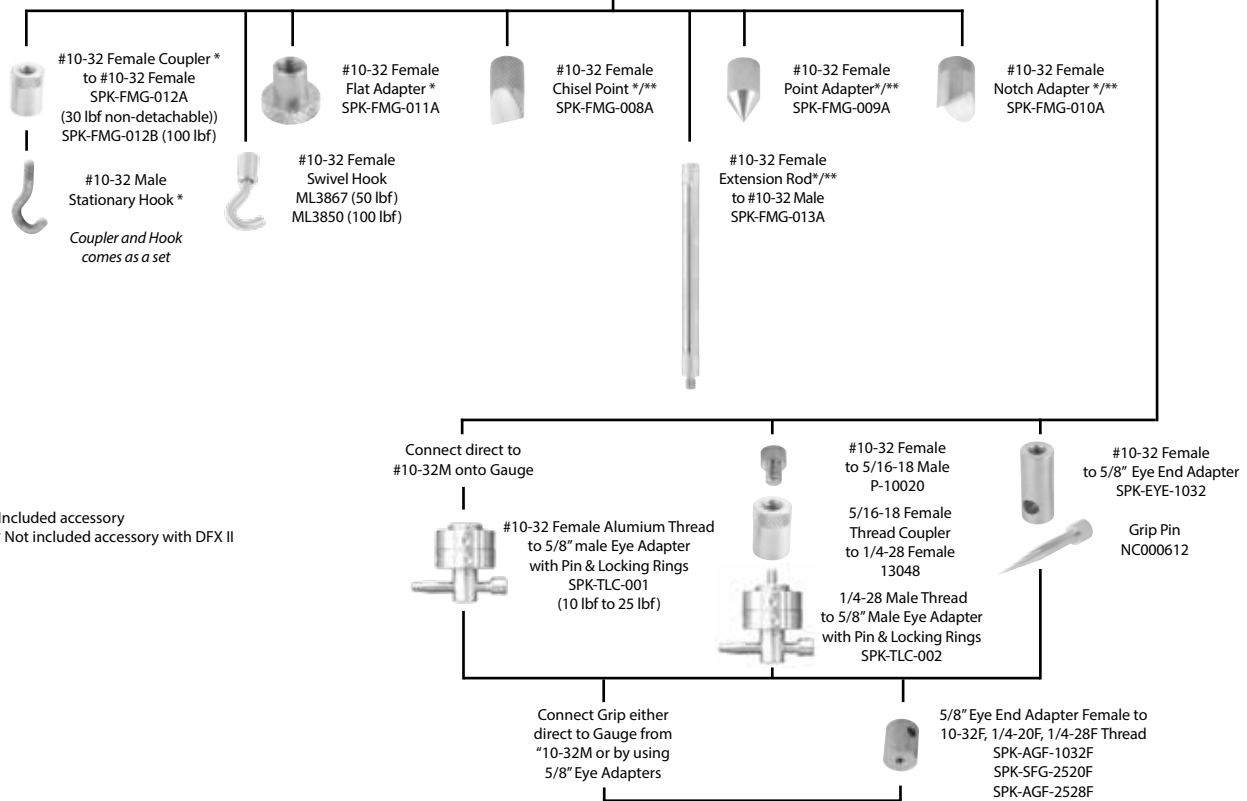 #10-32 Female Coupler *
to #10-32 Female
SPK-FMG-012A
(30 lbf non-detachable))
SPK-FMG-012B (100 lbf)
#10-32 Female
Flat Adapter *
SPK-FMG-011A
#10-32 Female
Chisel Point */**
SPK-FMG-008A
#10-32 Female
Point Adapter*/**
SPK-FMG-009A
#10-32 Female
Notch Adapter */**
SPK-FMG-010A
#10-32 Male
Stationary Hook *
Coupler and Hook
comes as a set
#10-32 Female
Swivel Hook
ML3867 (50 lbf)
ML3850 (100 lbf)
#10-32 Female
Extension Rod*/**
to #10-32 Male
SPK-FMG-013A
Included accessory
Not included accessory with DFX II
Connect direct to
#10-32M onto Gauge
#10-32 Female Alumium Thread
to 5/8" male Eye Adapter
with Pin & Locking Rings
SPK-TLC-001
(10 lbf to 25 lbf)
#10-32 Female
to 5/16-18 Male
P-10020
5/16-18 Female
Thread Coupler
to 1/4-28 Female
13048
1/4-28 Male Thread
to 5/8" Male Eye Adapter
with Pin & Locking Rings
SPK-TLC-002
#10-32 Female
to 5/8" Eye End Adapter
SPK-EYE-1032
Grip Pin
NC000612
Connect Grip either
direct to Gauge from
"10-32M or by using
5/8" Eye Adapters
5/8" Eye End Adapter Female to
10-32F, 1/4-20F, 1/4-28F Thread
SPK-AGF-1032F
SPK-SFG-2520F
SPK-AGF-2528F